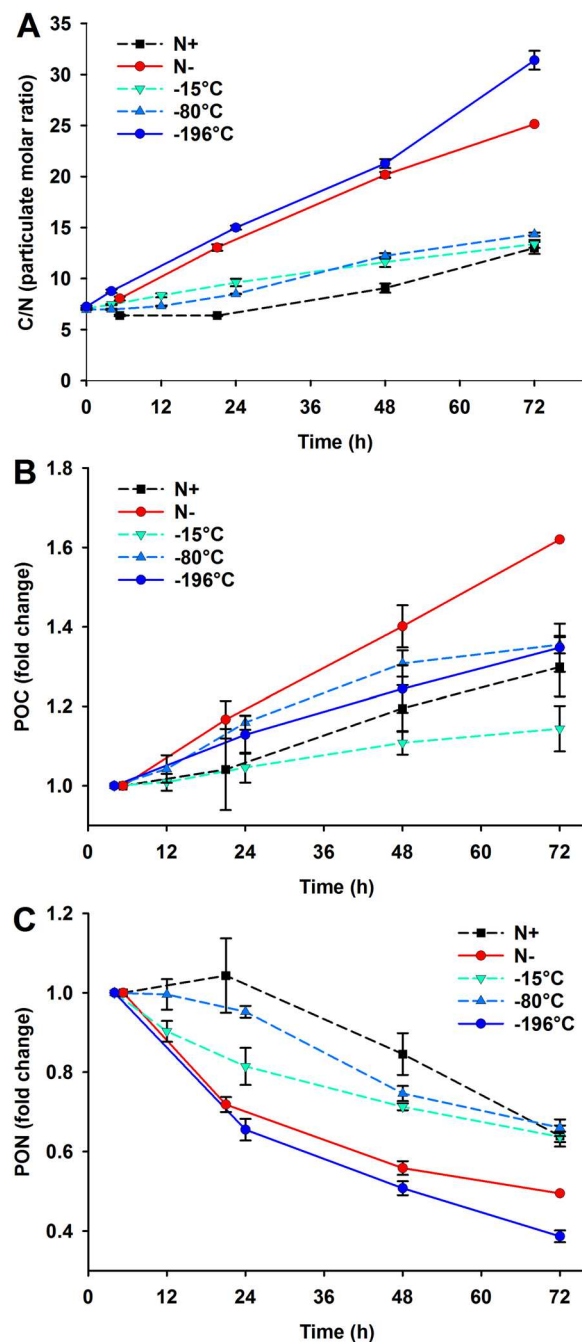 A
C/N (particulate molar ratio)
35
30
25
20
15
10
5
0
N+
N-
-15°C
-80°C
-196°C
0 12 24 36 48 60 72
Time (h)
B
POC (fold change)
1.8
1.6
1.4
1.2
1.0
N+
N-
-15°C
-80°C
-196°C
0 12 24 36 48 60 72
Time (h)
C
PON (fold change)
1.2
1.0
0.8
0.6
0.4
N+
N-
-15°C
-80°C
-196°C
0 12 24 36 48 60 72
Time (h)